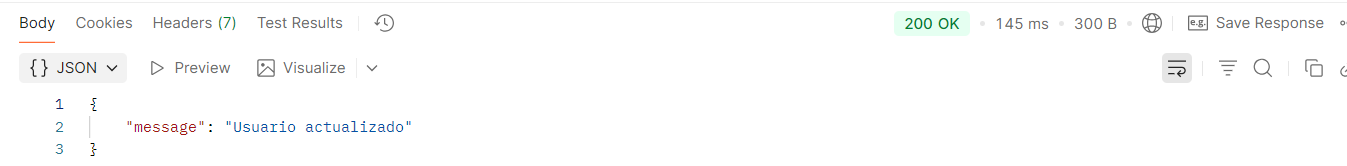 Body Cookies Headers (7) Test Results 200 OK 145 ms 300 B e.g. Save Response
{} JSON Preview Visualize
1 {
2 "message": "Usuario actualizado"
3 }